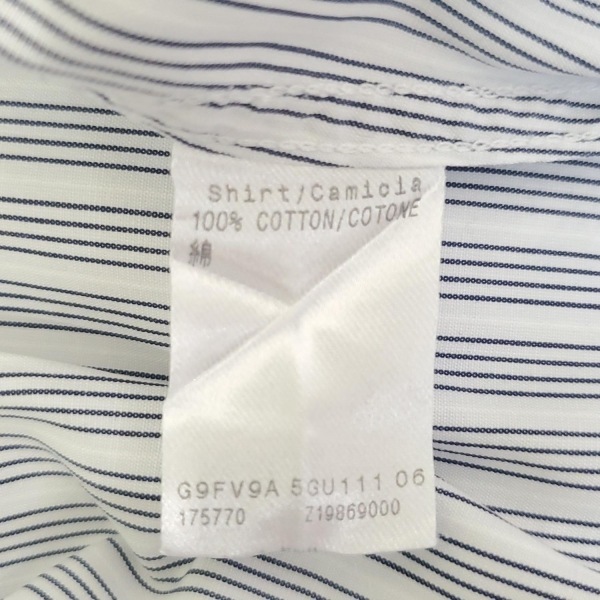 Shirt/Camicia
100% COTTON/COTONE
綿
G9FV9A 5GU111 06
175770 Z19869000